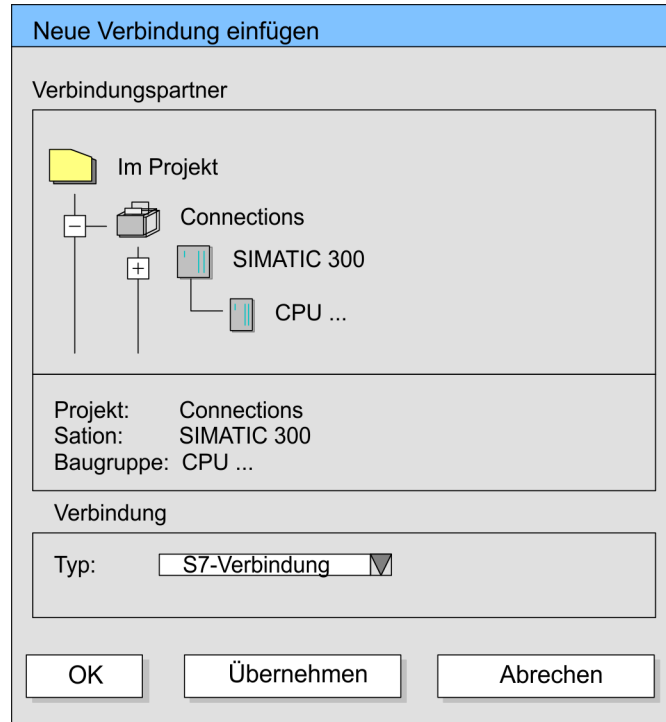 Neue Verbindung einfügen
Verbindungspartner
Im Projekt
Connections
SIMATIC 300
CPU ...
Projekt: Connections
Sation: SIMATIC 300
Baugruppe: CPU ...
Verbindung
Typ: S7-Verbindung
OK Übernehmen Abrechen